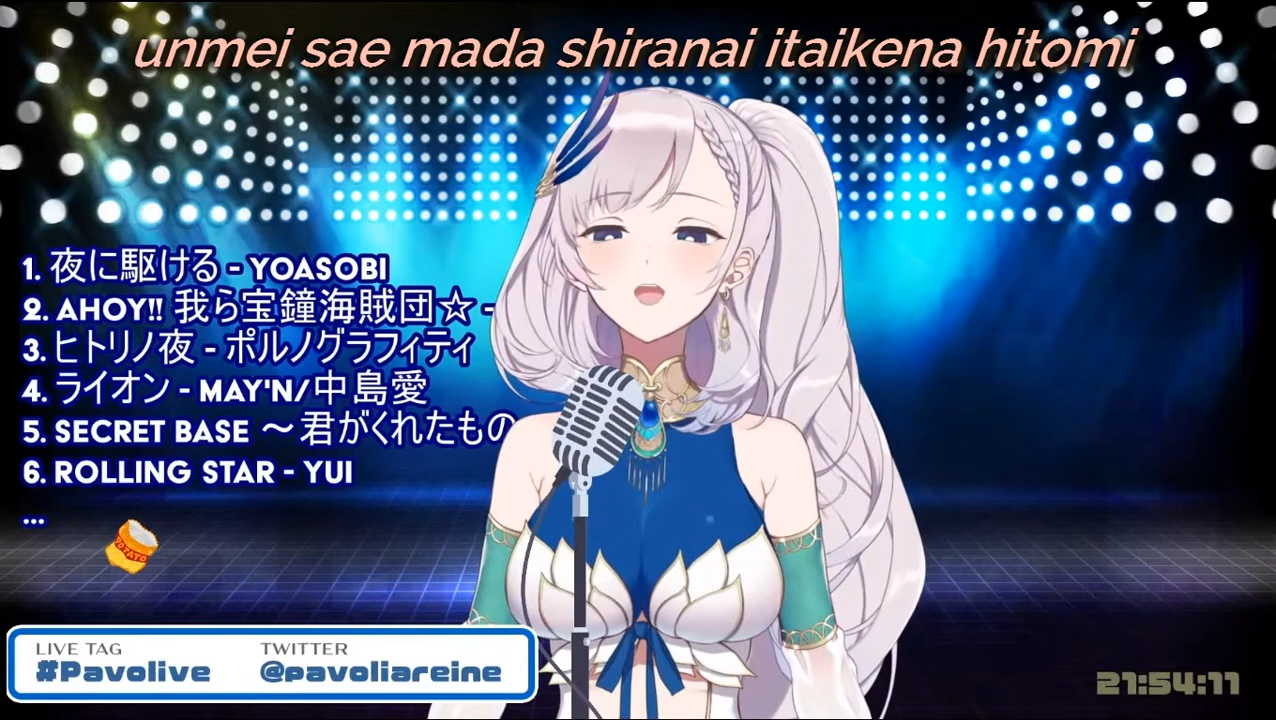 unmei sae mada shiranai itaikena hitomi
1. 夜に駆ける - YOASOBI
2. AHOY!! 我ら宝鐘海賊団☆ -
3. ヒトリノ夜 - ポルノグラフィティ
4. ライオン - MAY'N/中島愛
5. SECRET BASE ～君がくれたもの
6. ROLLING STAR - YUI
...
POTATO
LIVE TAG
#Pavolive
TWITTER
@pavoliareine
21:54:11